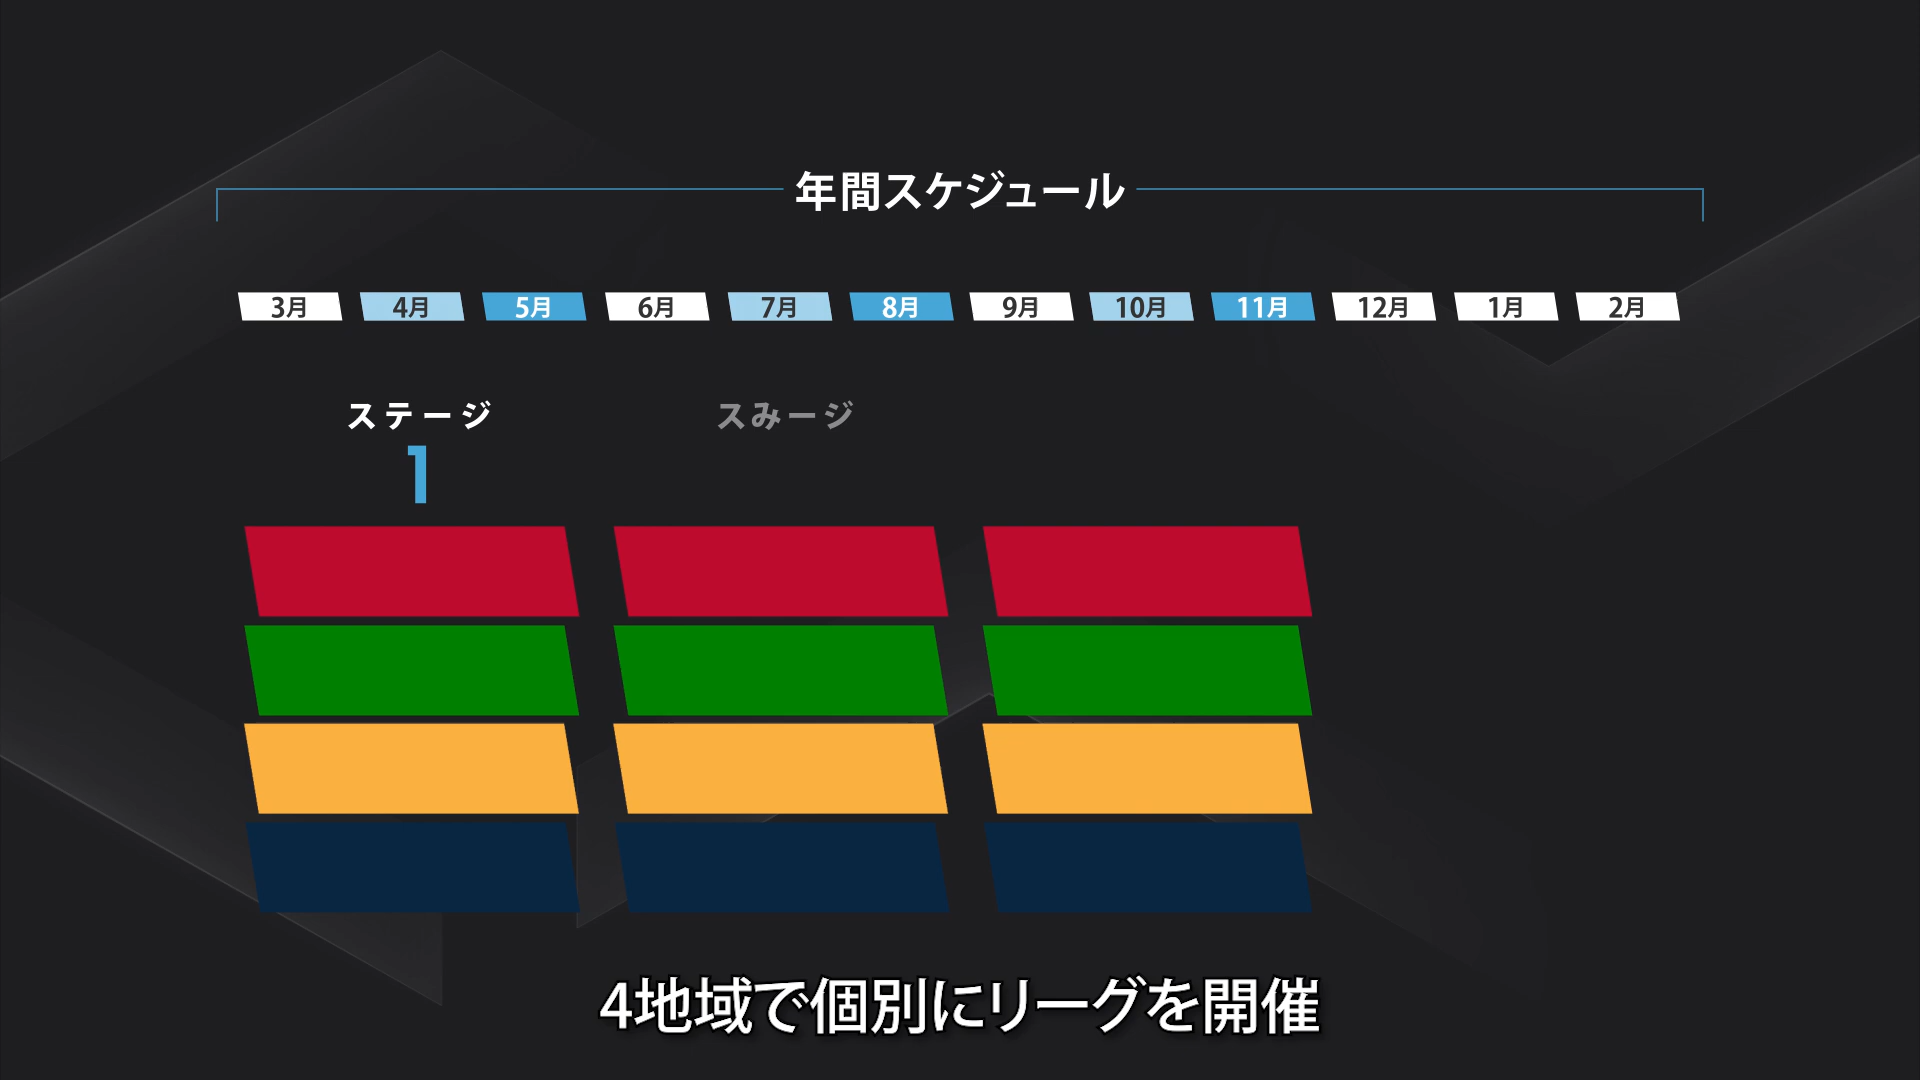 年間スケジュール
3月 4月 5月 6月 7月 8月 9月 10月 11月 12月 1月 2月
ステージ スみージ
1
4地域で個別にリーグを開催